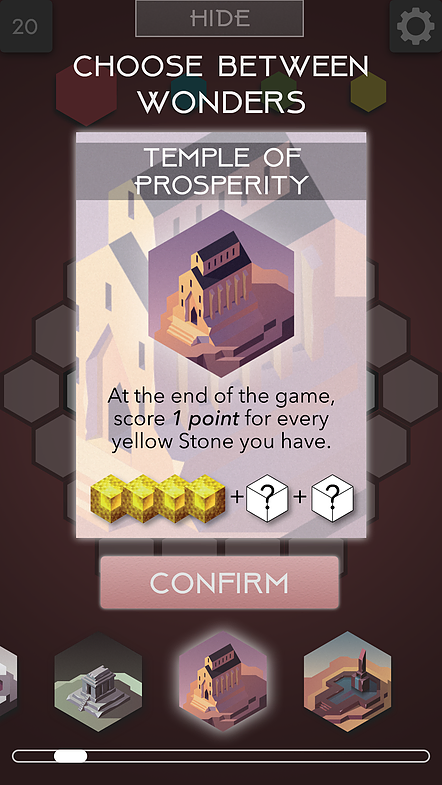 20
HIDE
CHOOSE BETWEEN
WONDERS
TEMPLE OF
PROSPERITY
At the end of the game,
score 1 point for every
yellow Stone you have.
+ ? + ?
CONFIRM